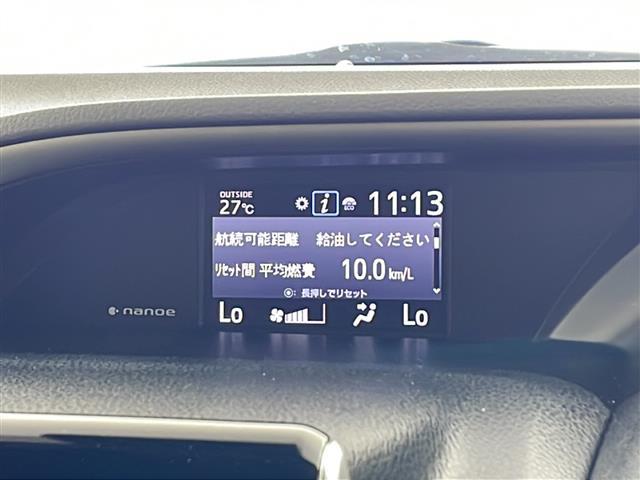 OUTSIDE
27℃ i ECO 11:13
航続可能距離 給油してください
リセット間 平均燃費 10.0 km/L
◉: 長押しでリセット
nanoe Lo Lo